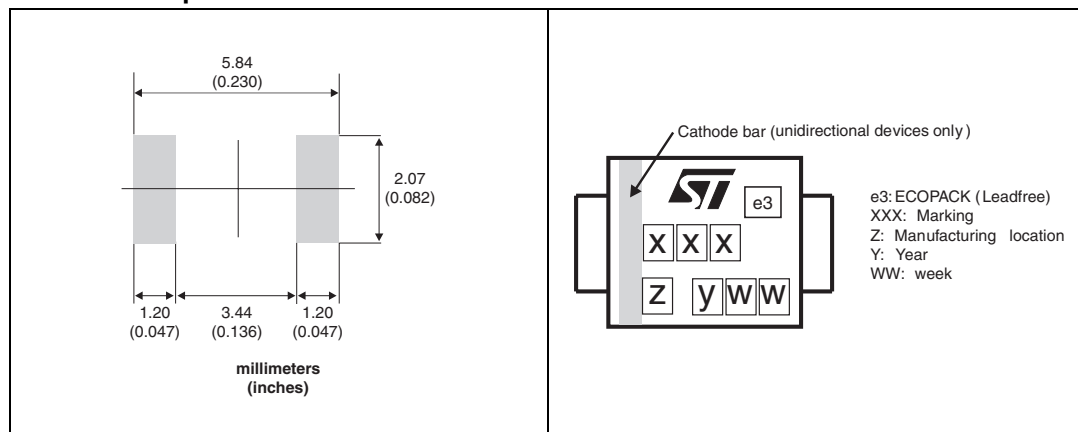 5.84
(0.230)
2.07
(0.082)
1.20
(0.047)
3.44
(0.136)
1.20
(0.047)
millimeters
(inches)
Cathode bar (unidirectional devices only)
ST
e3
x x x
z y w w
e3: ECOPACK (Leadfree)
XXX: Marking
Z: Manufacturing location
Y: Year
WW: week